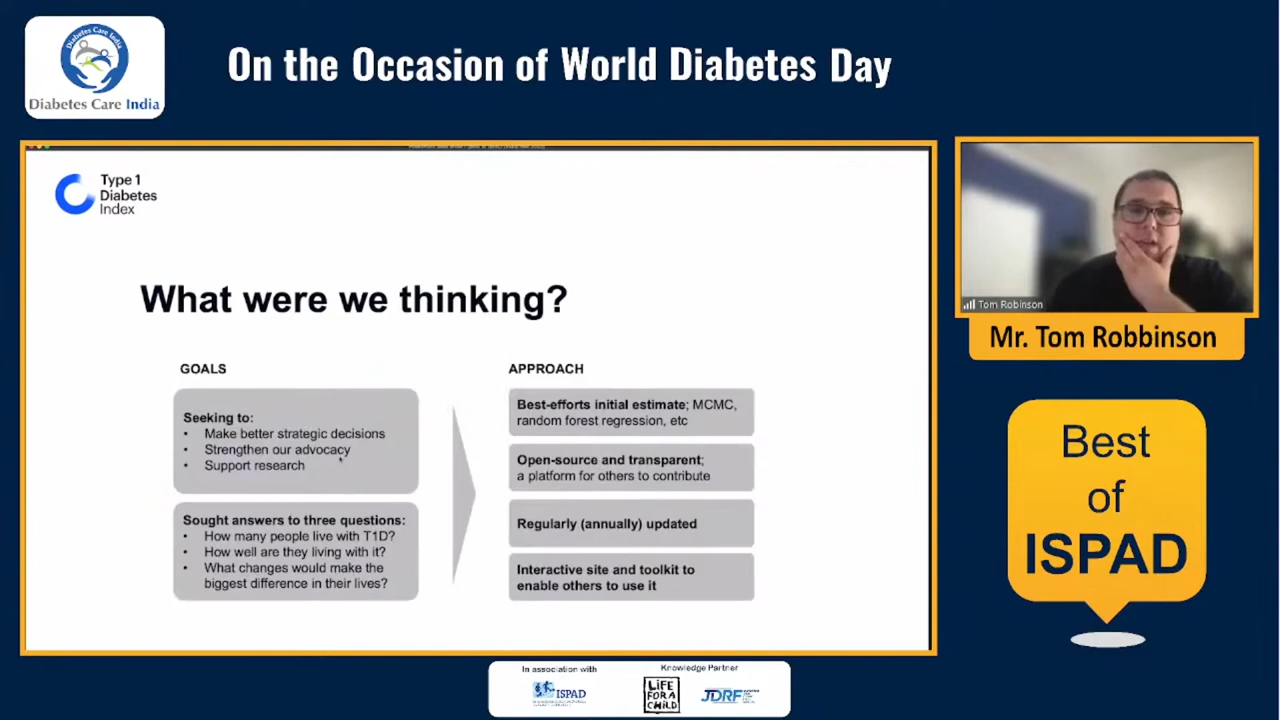 Diabetes Care India
Diabetes Care India
On the Occasion of World Diabetes Day
Type 1
Diabetes
Index
What were we thinking?
GOALS
Seeking to:
• Make better strategic decisions
• Strengthen our advocacy
• Support research
Sought answers to three questions:
• How many people live with T1D?
• How well are they living with it?
• What changes would make the
biggest difference in their lives?
APPROACH
Best-efforts initial estimate; MCMC,
random forest regression, etc
Open-source and transparent;
a platform for others to contribute
Regularly (annually) updated
Interactive site and toolkit to
enable others to use it
Tom Robinson
Mr. Tom Robbinson
Best
of
ISPAD
In association with
ISPAD
Knowledge Partner
LiFE
FOR A
CHiLD
JDRF